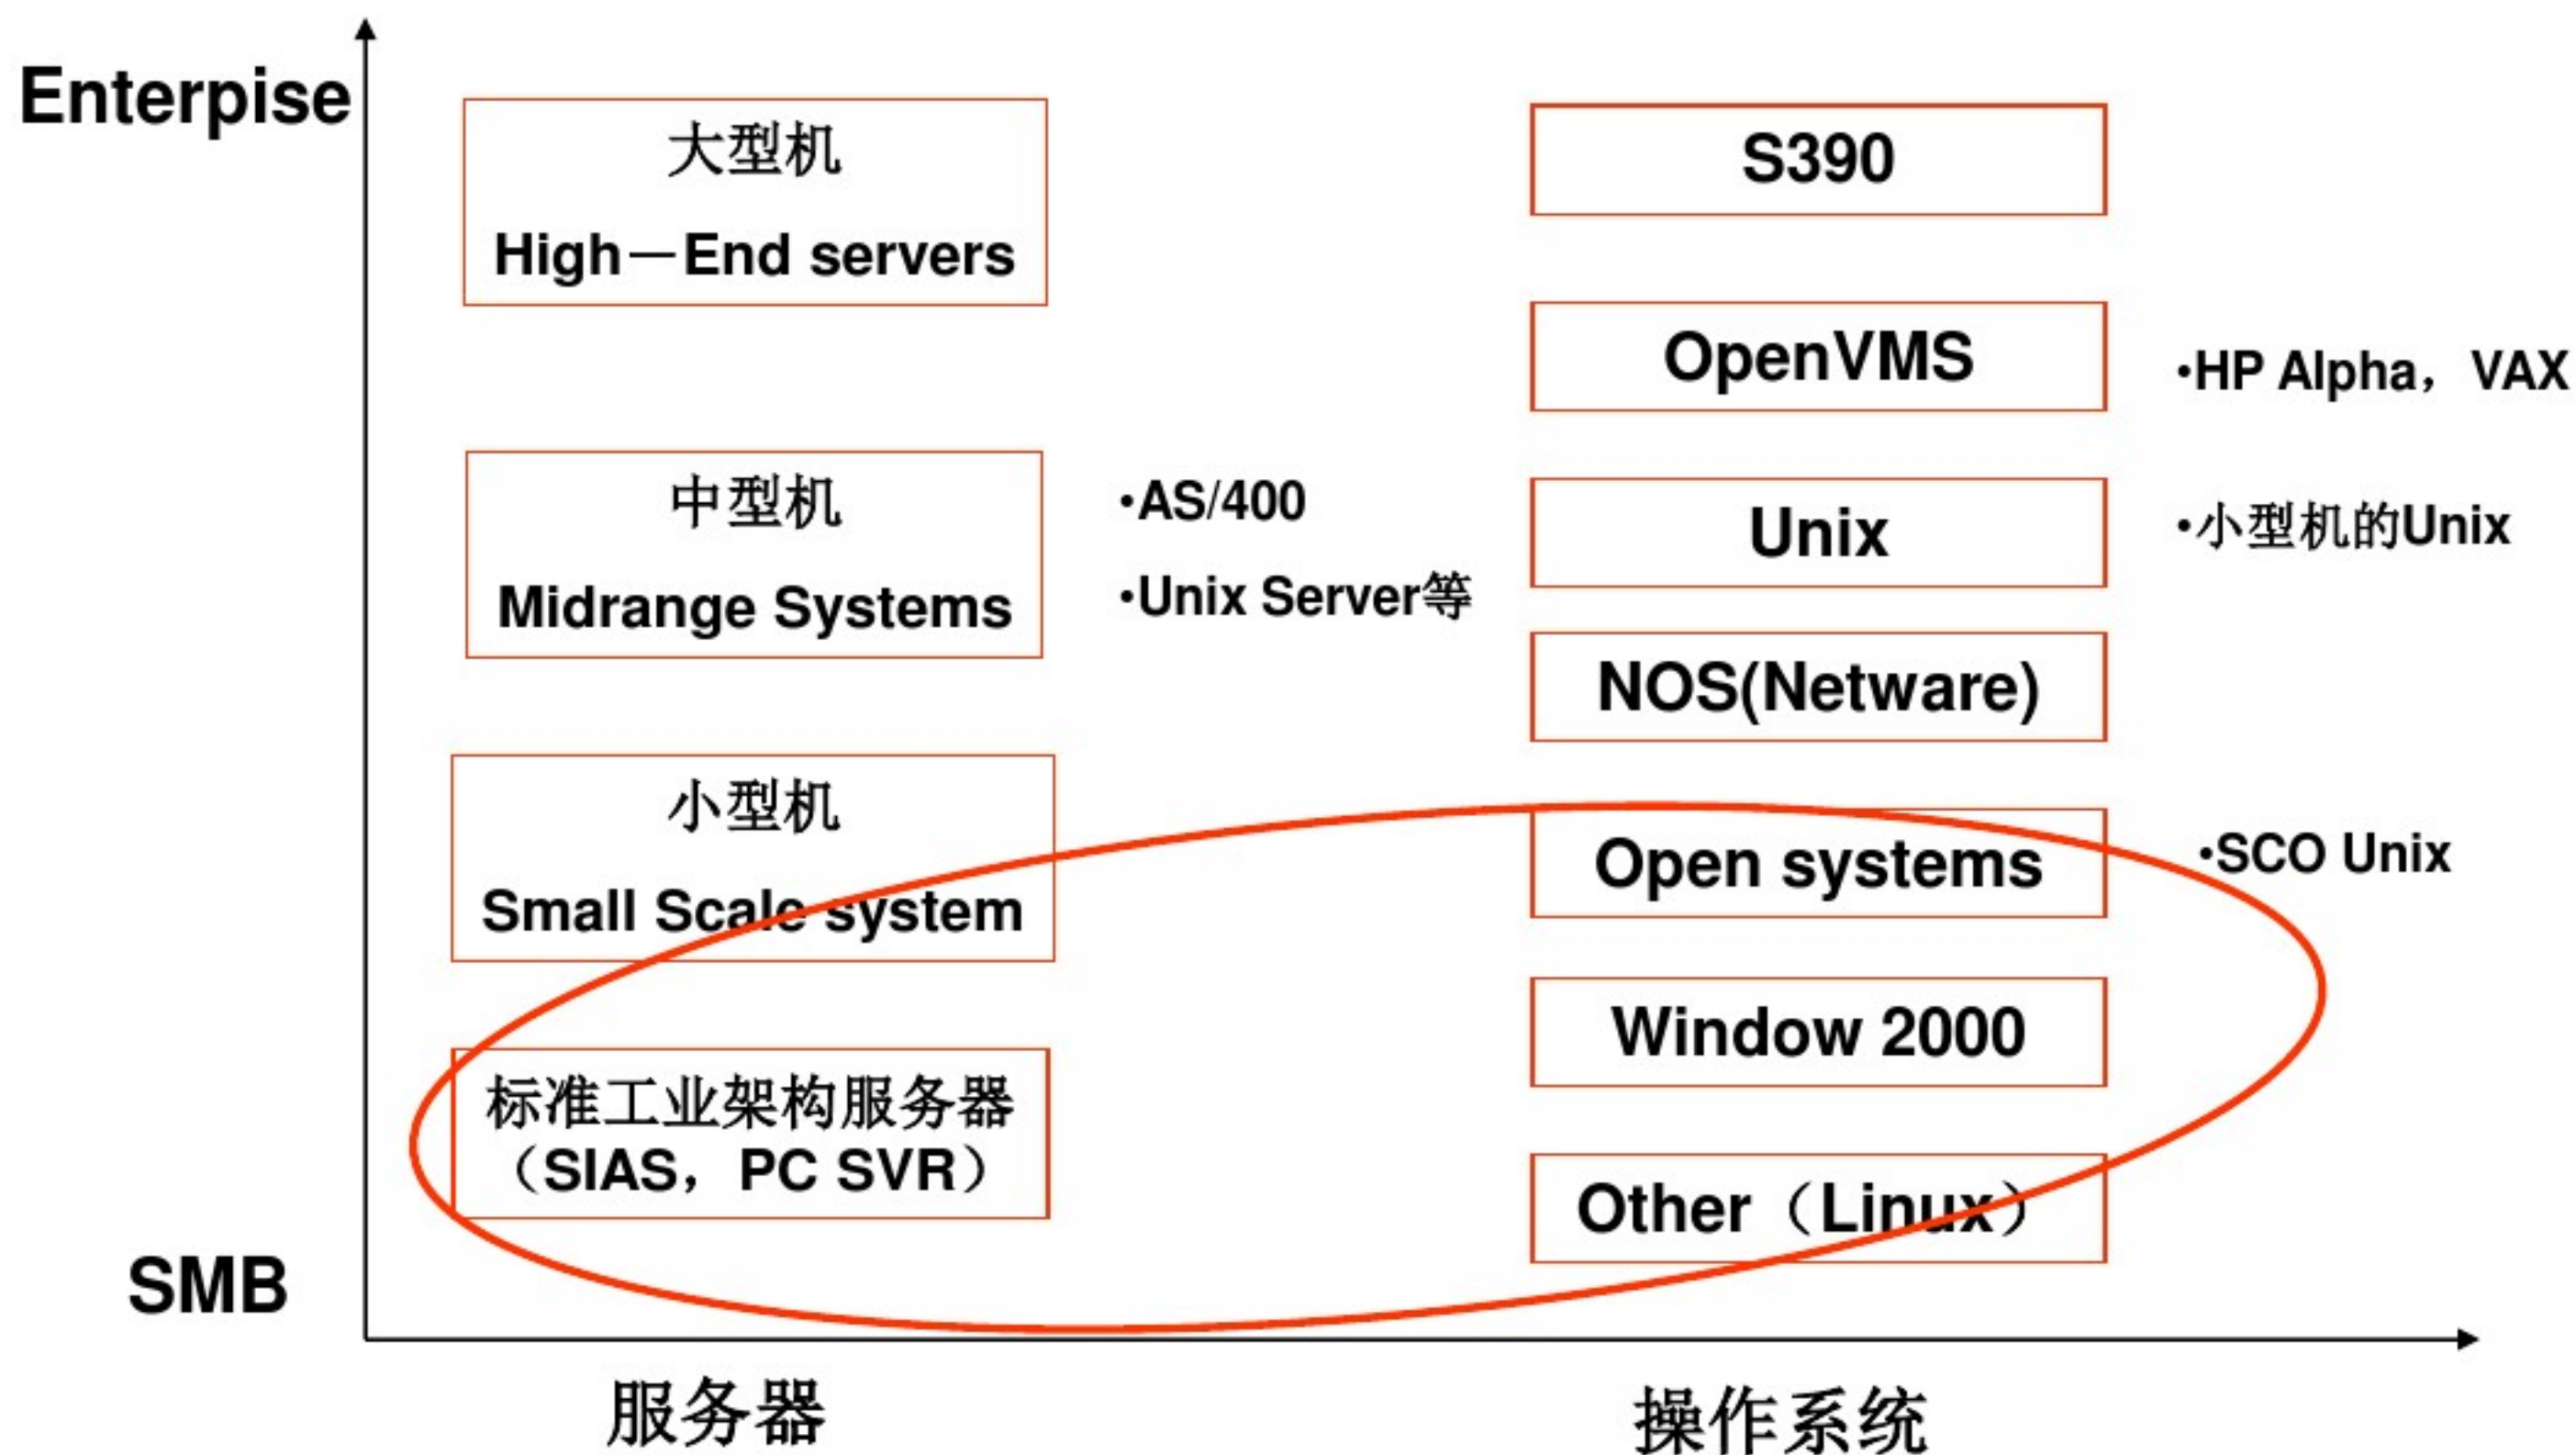 Enterpise
大型机
High—End servers
中型机
Midrange Systems
•AS/400
•Unix Server等
小型机
Small Scale system
标准工业架构服务器
（SIAS，PC SVR）
SMB
服务器
S390
OpenVMS
•HP Alpha，VAX
Unix
•小型机的Unix
NOS(Netware)
Open systems
•SCO Unix
Window 2000
Other（Linux）
操作系统